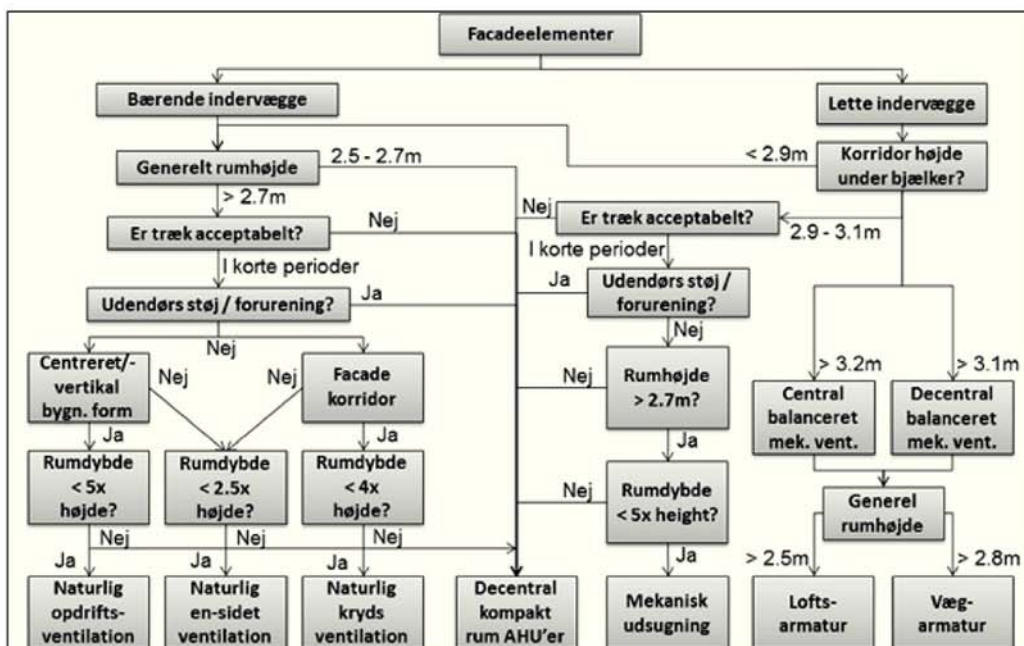 Facadeelementer
Bærende indervægge
Lette indervægge
Generelt rumhøjde
2.5 - 2.7m
< 2.9m
Korridor højde
under bjælker?
> 2.7m
Er træk acceptabelt?
Nej
Nej
Er træk acceptabelt?
2.9 - 3.1m
I korte perioder
I korte perioder
Udendørs støj / forurening?
Ja
Ja
Udendørs støj /
forurening?
Nej
Nej
Centreret/-
vertikal
bygn. form
Nej
Nej
Facade
korridor
Nej
Rumhøjde
> 2.7m?
> 3.2m
> 3.1m
Central
balanceret
mek. vent.
Decentral
balanceret
mek. vent.
Ja
Ja
Ja
Rumdybde
< 5x
højde?
Rumdybde
< 2.5x
højde?
Rumdybde
< 4x
højde?
Nej
Rumdybde
< 5x height?
Generel
rumhøjde
Ja
Nej
Ja
Nej
Ja
Nej
Ja
> 2.5m
> 2.8m
Naturlig
opdrifts-
ventilation
Naturlig
en-sidet
ventilation
Naturlig
kryds
ventilation
Decentral
kompakt
rum AHU'er
Mekanisk
udsugning
Lofts-
armatur
Væg-
armatur